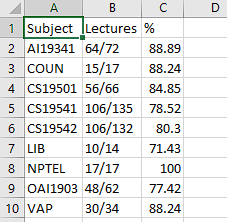 A B C D
1 Subject Lectures %
2 AI19341 64/72 88.89
3 COUN 15/17 88.24
4 CS19501 56/66 84.85
5 CS19541 106/135 78.52
6 CS19542 106/132 80.3
7 LIB 10/14 71.43
8 NPTEL 17/17 100
9 OAI1903 48/62 77.42
10 VAP 30/34 88.24